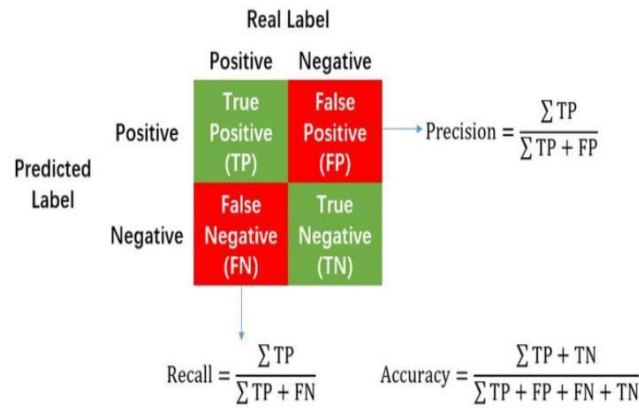 Real Label
Positive Negative
True Positive (TP)
False Positive (FP)
Positive
Precision = ∑ TP / ∑ TP + FP
Predicted Label
False Negative (FN)
True Negative (TN)
Negative
Recall = ∑ TP / ∑ TP + FN
Accuracy = ∑ TP + TN / ∑ TP + FP + FN + TN